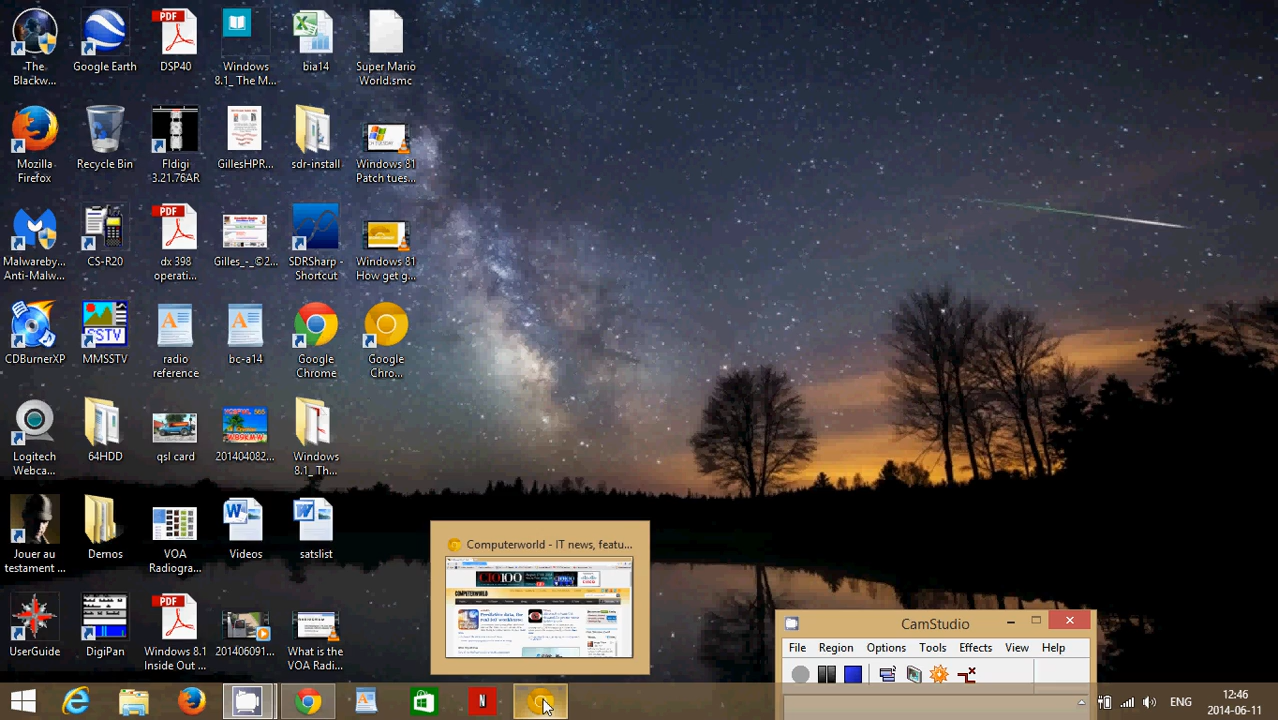 The
Blackw...
Google Earth
DSP40
Windows
8.1_ The M...
bia14
Super Mario
World.smc
Mozilla
Firefox
Recycle Bin
Fldigi
3.21.76AR
GillesHPR...
sdr-install
Windows 81
Patch tues...
Malwareby...
Anti-Malw...
CS-R20
dx 398
operati...
Gilles_-_©2...
SDRSharp -
Shortcut
Windows 81
How get g...
CDBurnerXP
SSTV
MMSSTV
radio
reference
bc-a14
Google
Chrome
Google
Chro...
Logitech
Webca...
64HDD
qsl card
201404082...
Windows
8.1_ Th...
Jouer au
testament ...
Demos
VOA
Radiogra...
Videos
satslist
Computerworld - IT news, featu...
CIO100
COMPUTERWORLD
Userguide
DigiPan
Windows 8.1
Inside Out ...
201406091...
What is on
VOA Radi...
File
Region
Options
Tools
Effects
View
Help
ENG
12:46
2014-06-11